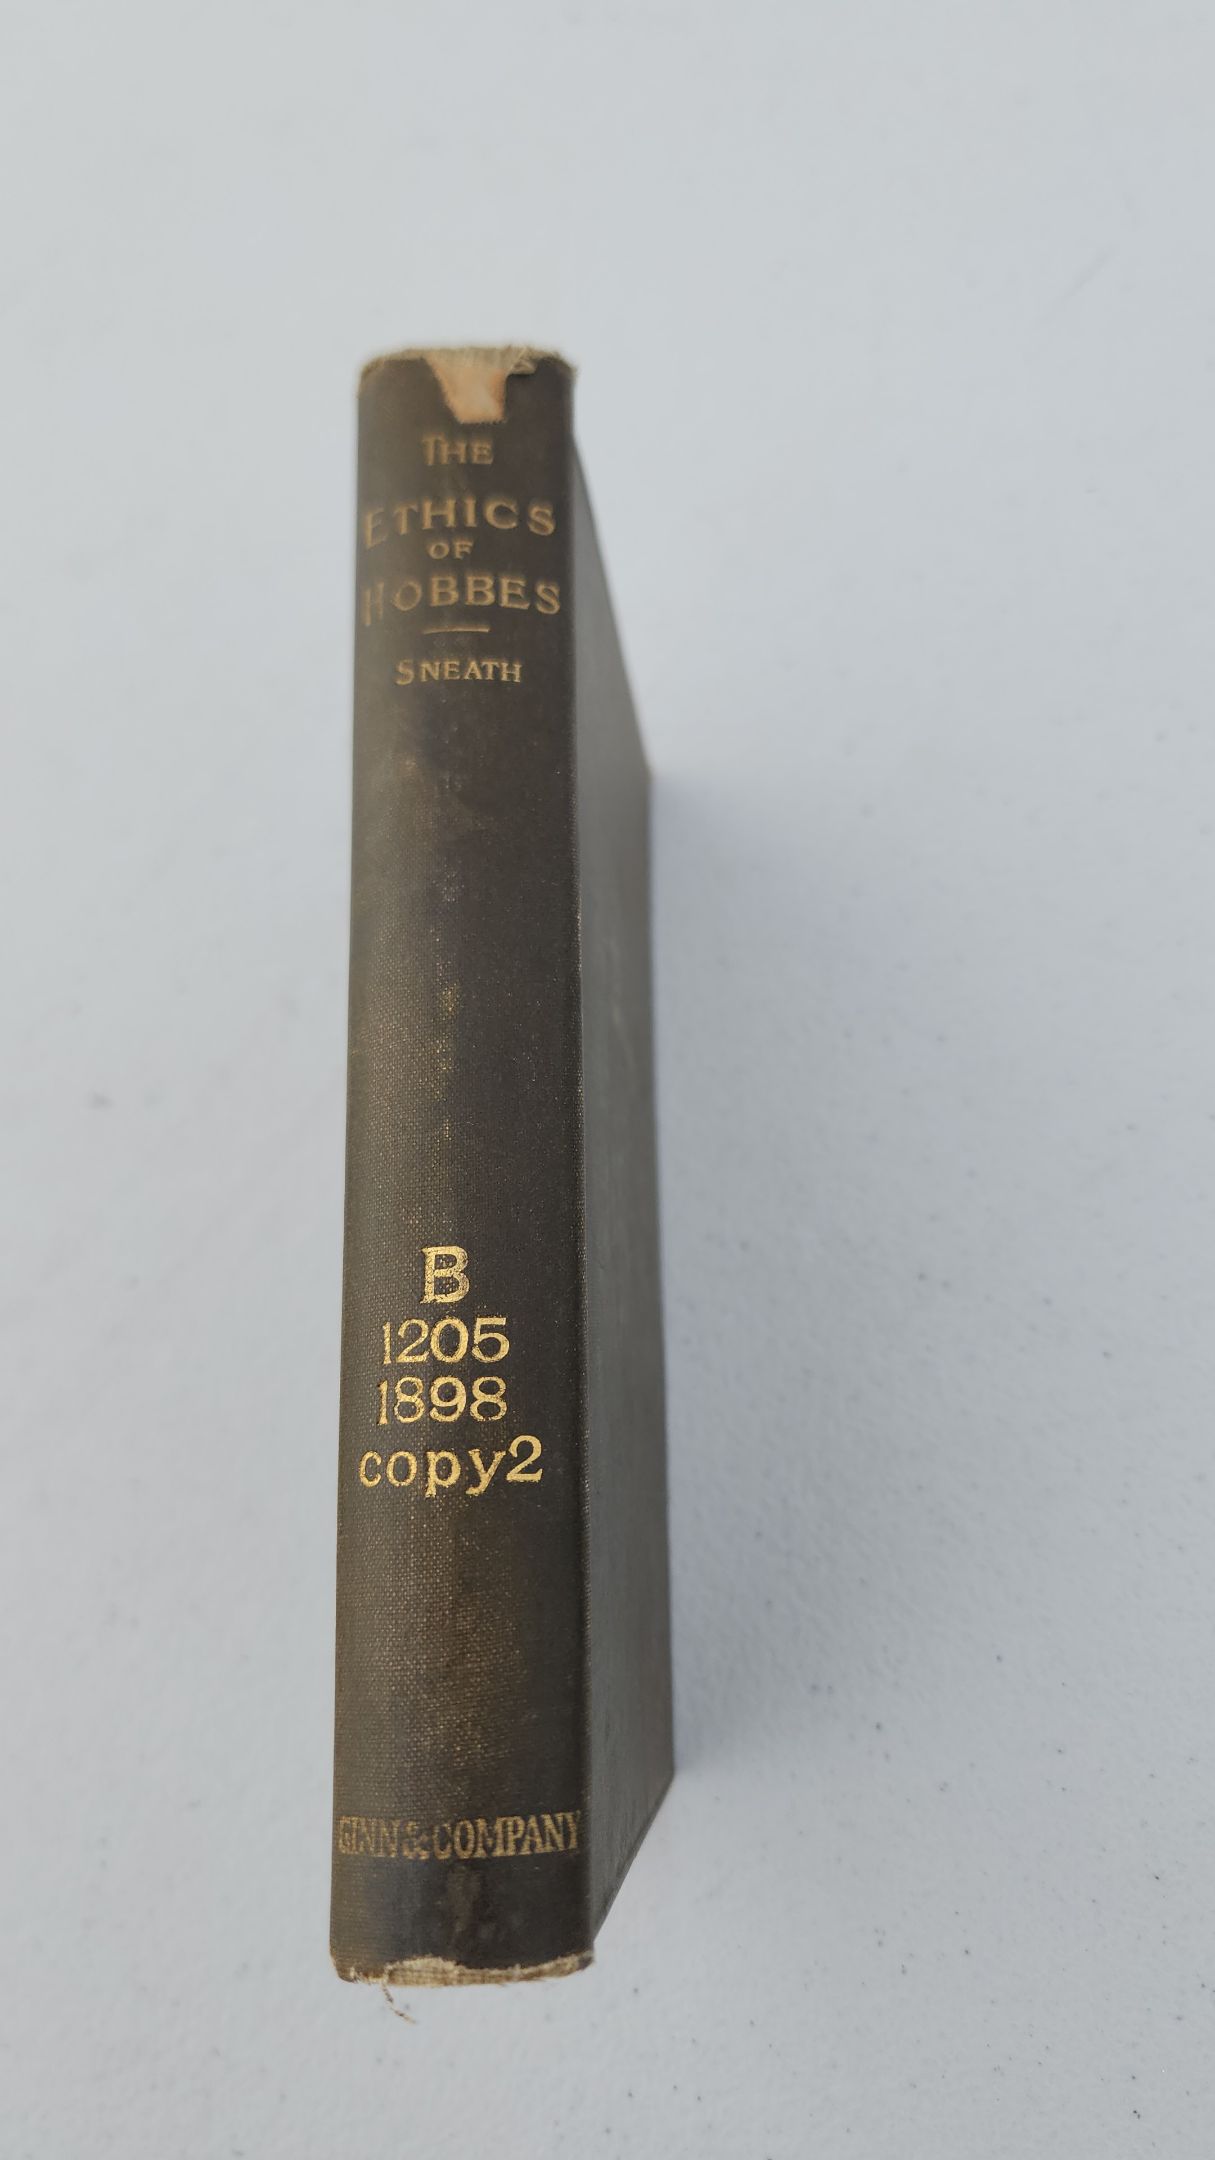 THE
ETHICS
OF
HOBBES
SNEATH
B
1205
1898
copy2
GINN & COMPANY